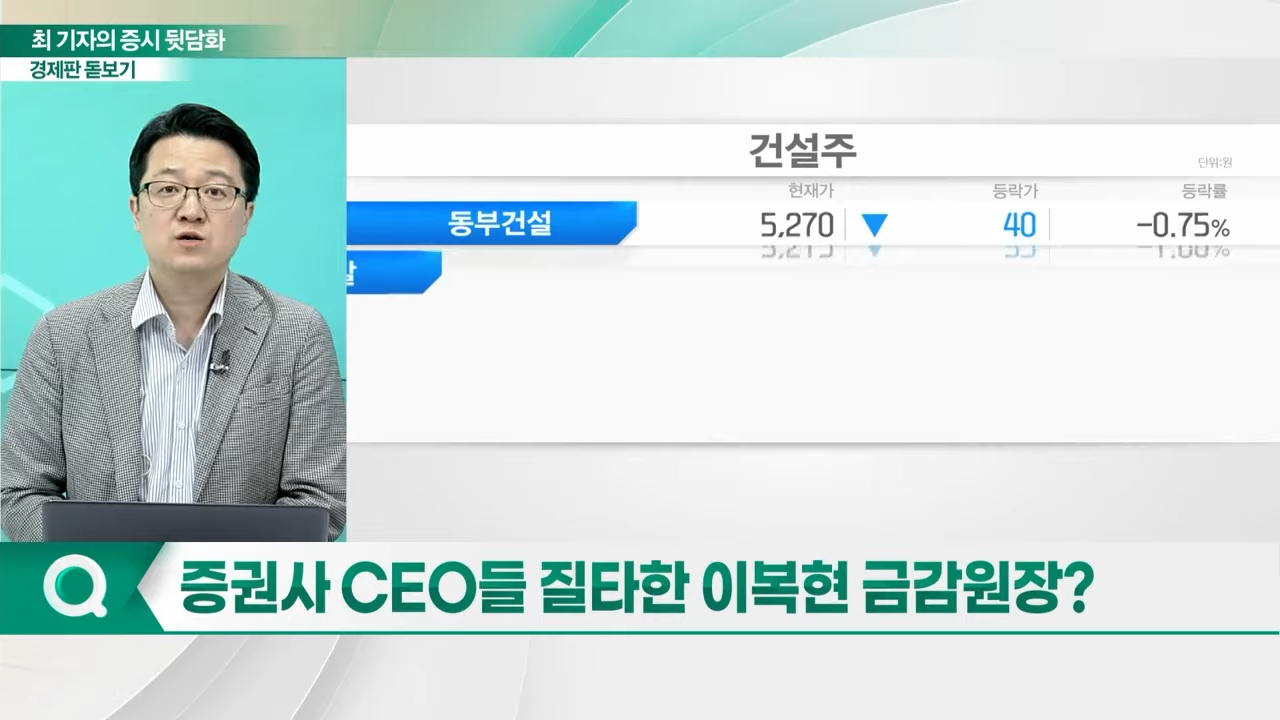 최 기자의 증시 뒷담화
경제판 돋보기
건설주
단위:원
현재가 등락가 등락률
동부건설 5,270 ▼ 40 -0.75%
증권사 CEO들 질타한 이복현 금감원장?